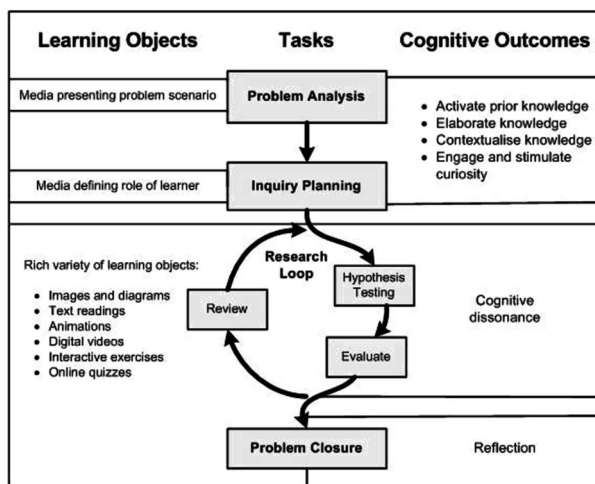 Learning Objects
Tasks
Cognitive Outcomes
Media presenting problem scenario
Problem Analysis
• Activate prior knowledge
• Elaborate knowledge
• Contextualise knowledge
• Engage and stimulate
curiosity
Media defining role of learner
Inquiry Planning
Rich variety of learning objects:
• Images and diagrams
• Text readings
• Animations
• Digital videos
• Interactive exercises
• Online quizzes
Research
Loop
Review
Hypothesis
Testing
Evaluate
Cognitive
dissonance
Problem Closure
Reflection